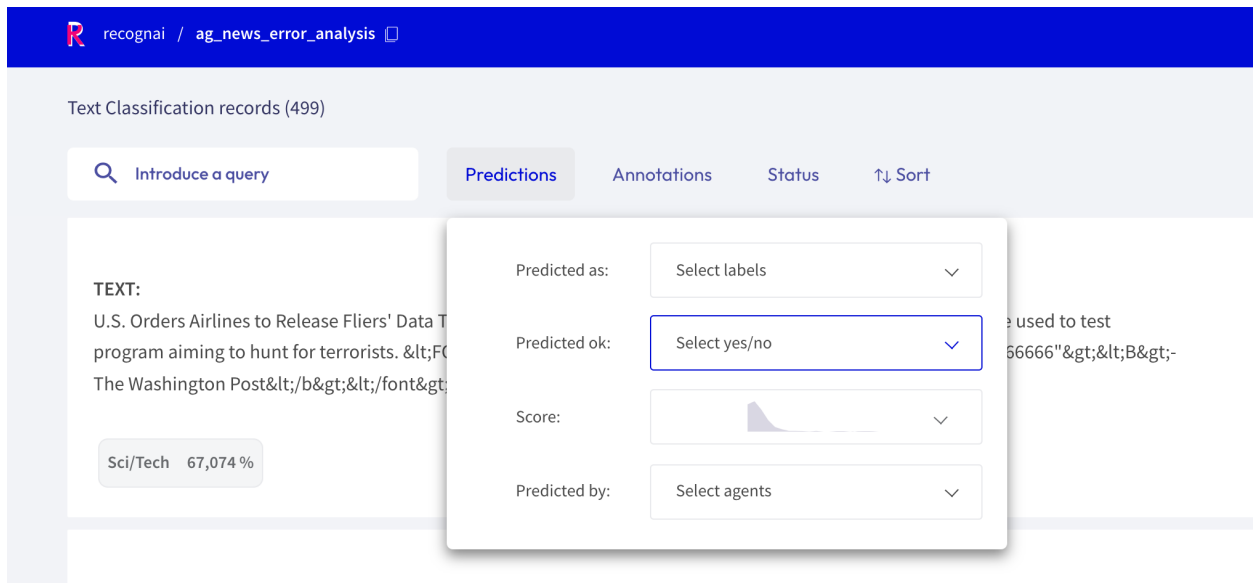 R recognai / ag_news_error_analysis
Text Classification records (499)
Introduce a query
Predictions
Annotations
Status
Sort
Predicted as: Select labels
Predicted ok: Select yes/no
Score:
Predicted by: Select agents
TEXT:
U.S. Orders Airlines to Release Fliers' Data used to test
program aiming to hunt for terrorists. &lt; 66666"&gt;&lt;B&gt;-
The Washington Post&lt;/b&gt;&lt;/font&gt;
Sci/Tech 67,074 %